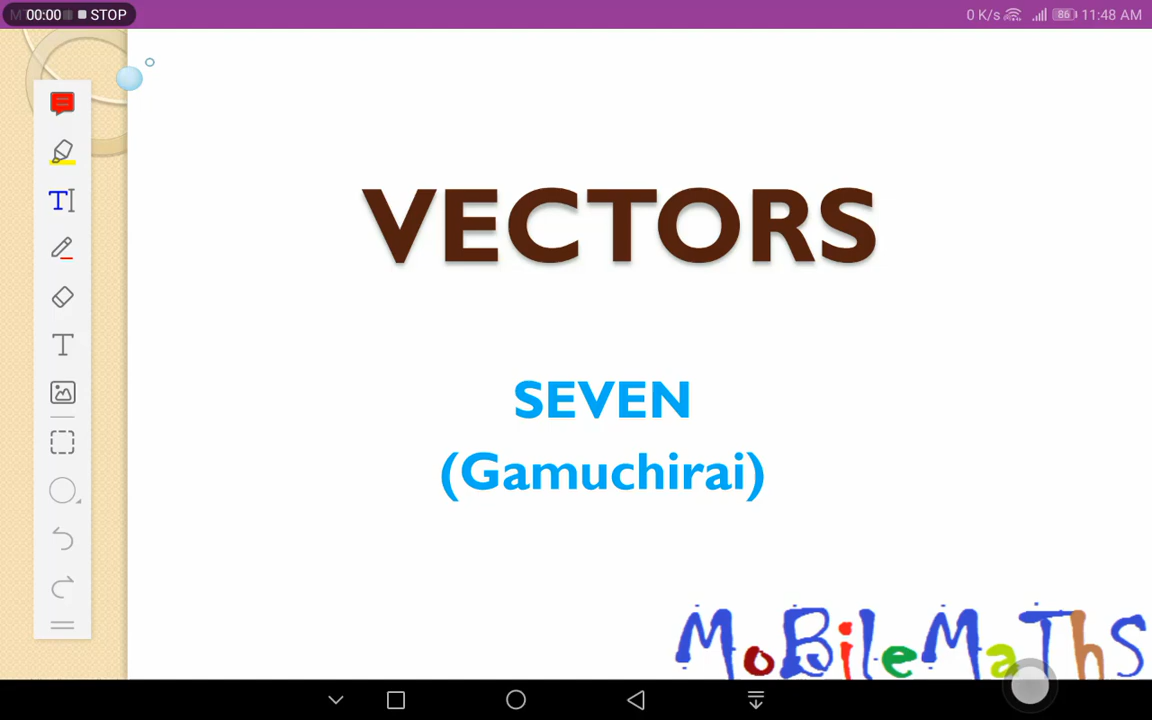 00:00 STOP
0 K/s 86 11:48 AM
VECTORS
SEVEN
(Gamuchirai)
MoBileMaThS